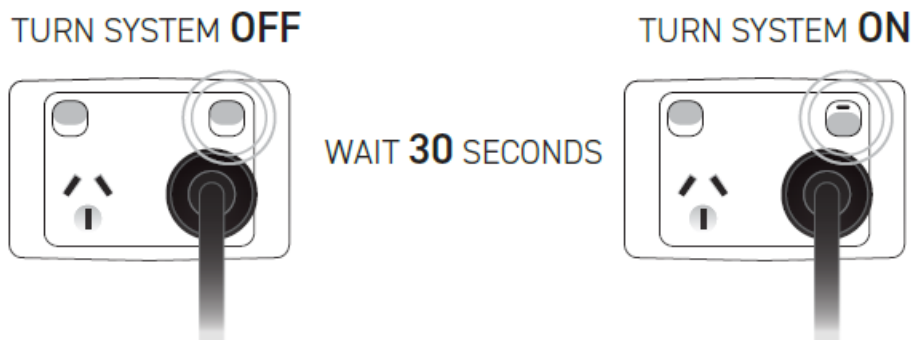 TURN SYSTEM OFF
WAIT 30 SECONDS
TURN SYSTEM ON